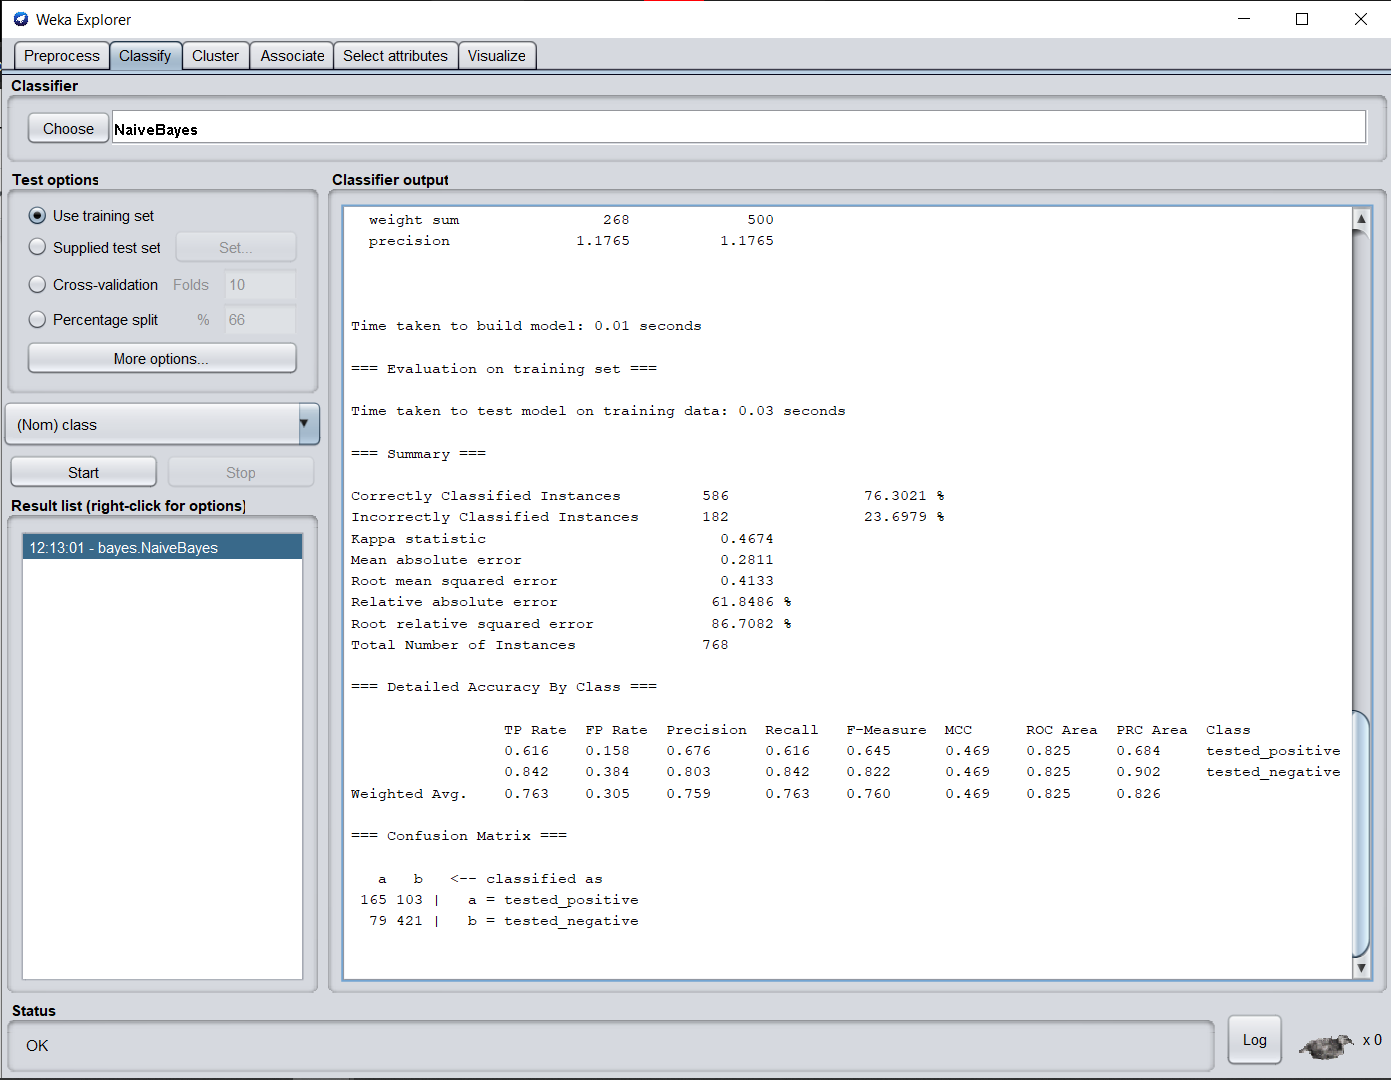 Weka Explorer
Preprocess Classify Cluster Associate Select attributes Visualize
Classifier
Choose NaiveBayes
Test options
Use training set
Supplied test set Set...
Cross-validation Folds 10
Percentage split % 66
More options...
(Nom) class
Start Stop
Result list (right-click for options)
12:13:01 - bayes.NaiveBayes
Classifier output
weight sum 268 500
precision 1.1765 1.1765
Time taken to build model: 0.01 seconds
=== Evaluation on training set ===
Time taken to test model on training data: 0.03 seconds
=== Summary ===
Correctly Classified Instances 586 76.3021 %
Incorrectly Classified Instances 182 23.6979 %
Kappa statistic 0.4674
Mean absolute error 0.2811
Root mean squared error 0.4133
Relative absolute error 61.8486 %
Root relative squared error 86.7082 %
Total Number of Instances 768
=== Detailed Accuracy By Class ===
TP Rate FP Rate Precision Recall F-Measure MCC ROC Area PRC Area Class
0.616 0.158 0.676 0.616 0.645 0.469 0.825 0.684 tested_positive
0.842 0.384 0.803 0.842 0.822 0.469 0.825 0.902 tested_negative
Weighted Avg. 0.763 0.305 0.759 0.763 0.760 0.469 0.825 0.826
=== Confusion Matrix ===
a b <-- classified as
165 103 | a = tested_positive
79 421 | b = tested_negative
Status
OK
Log x 0